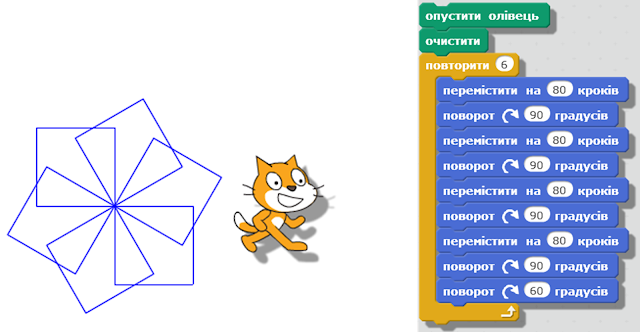 опустити олівець
очистити
повторити 6
перемістити на 80 кроків
поворот 90 градусів
перемістити на 80 кроків
поворот 90 градусів
перемістити на 80 кроків
поворот 90 градусів
перемістити на 80 кроків
поворот 90 градусів
поворот 60 градусів